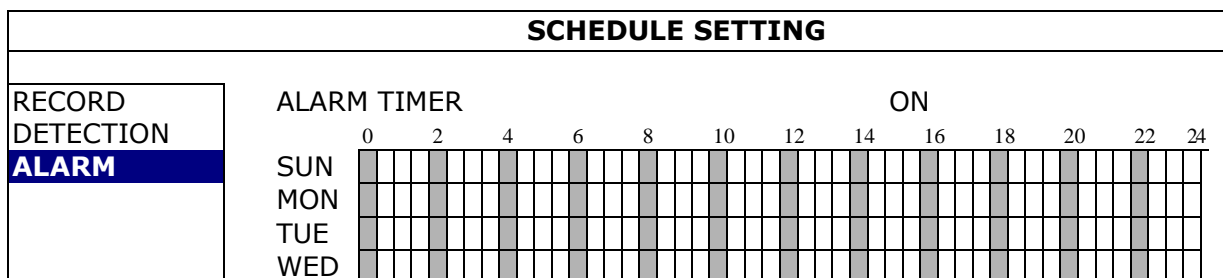 SCHEDULE SETTING
RECORD
DETECTION
ALARM
ALARM TIMER ON
0 2 4 6 8 10 12 14 16 18 20 22 24
SUN
MON
TUE
WED